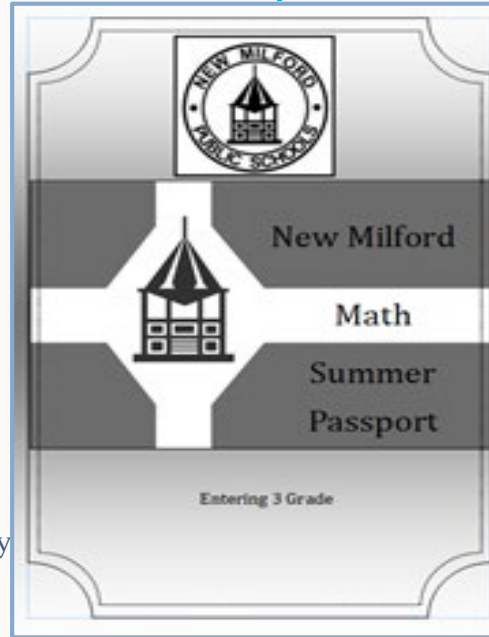 NEW MILFORD
PUBLIC SCHOOLS
New Milford
Math
Summer
Passport
Entering 3 Grade
y